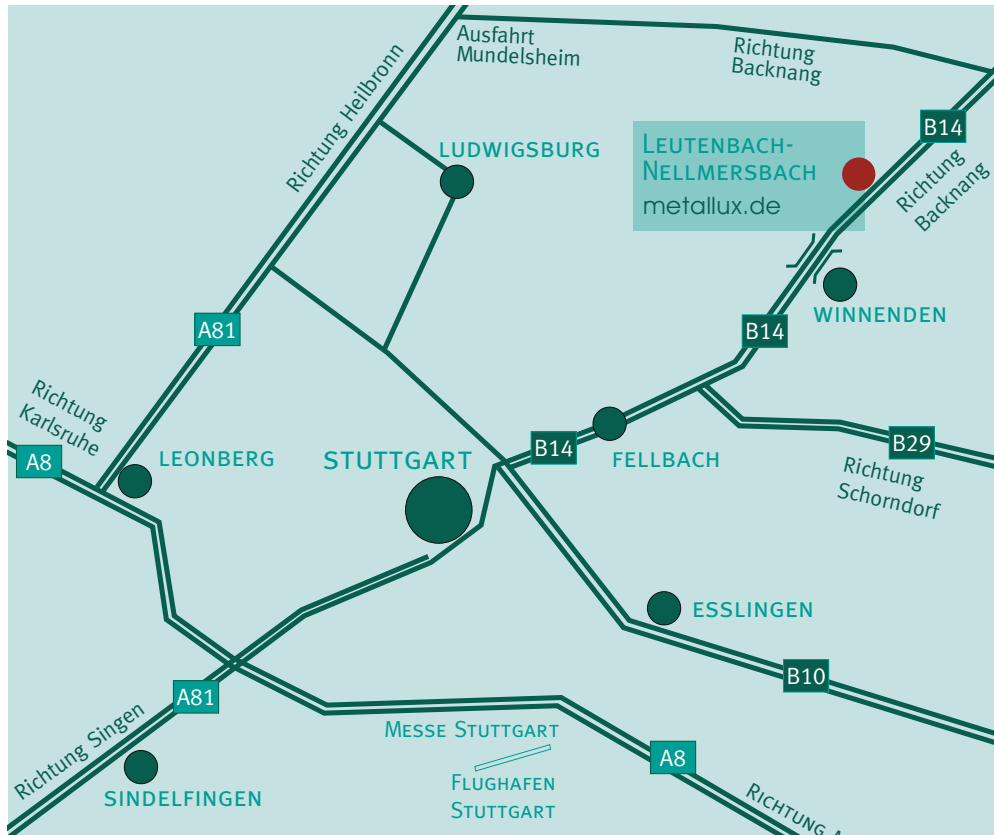 Ausfahrt
Mundelsheim
Richtung
Backnang
Richtung Heilbronn
B14
LUDWIGSBURG
LEUTENBACH-
NELLMERSBACH
metallux.de
Richtung
Backnang
A81
B14
WINNENDEN
Richtung
Karlsruhe
A8
LEONBERG
STUTTGART
B14
FELLBACH
B29
Richtung
Schorndorf
ESSLINGEN
B10
A81
Richtung Singen
MESSE STUTTGART
A8
FLUGHAFEN
STUTTGART
SINDELFINGEN
RICHTUNG